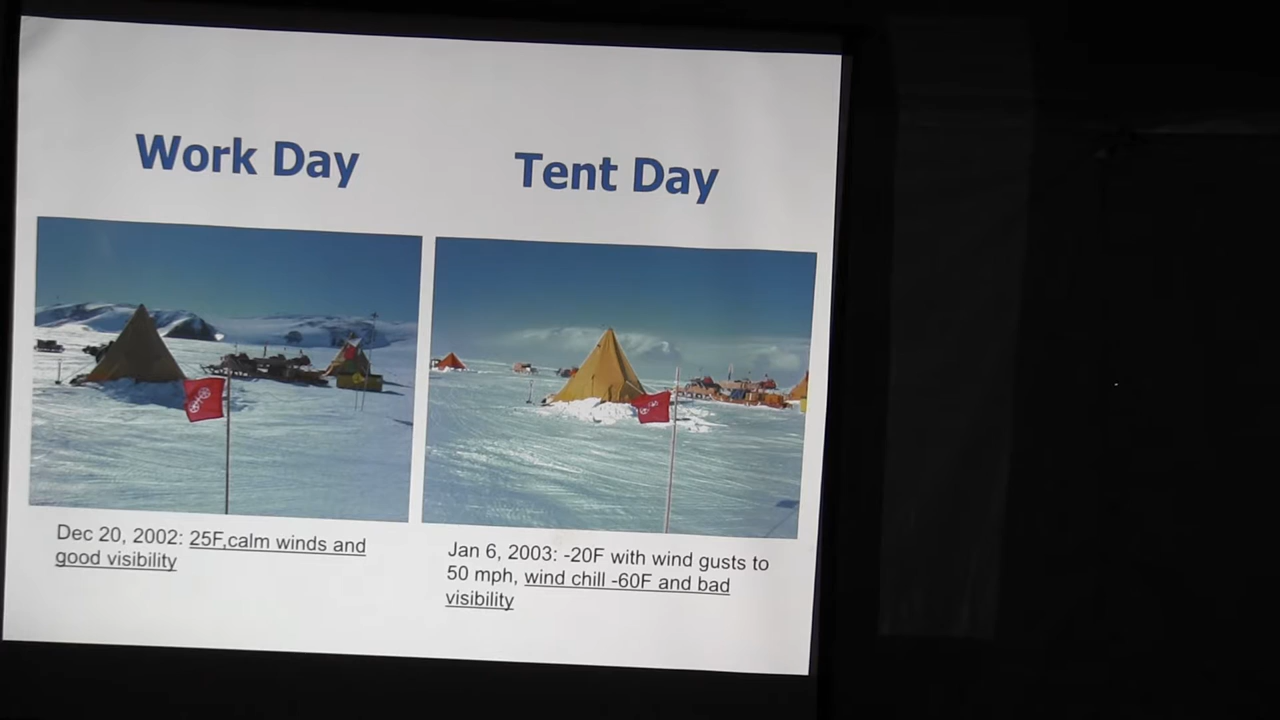 Work Day
Tent Day
Dec 20, 2002: 25F,calm winds and
good visibility
Jan 6, 2003: -20F with wind gusts to
50 mph, wind chill -60F and bad
visibility